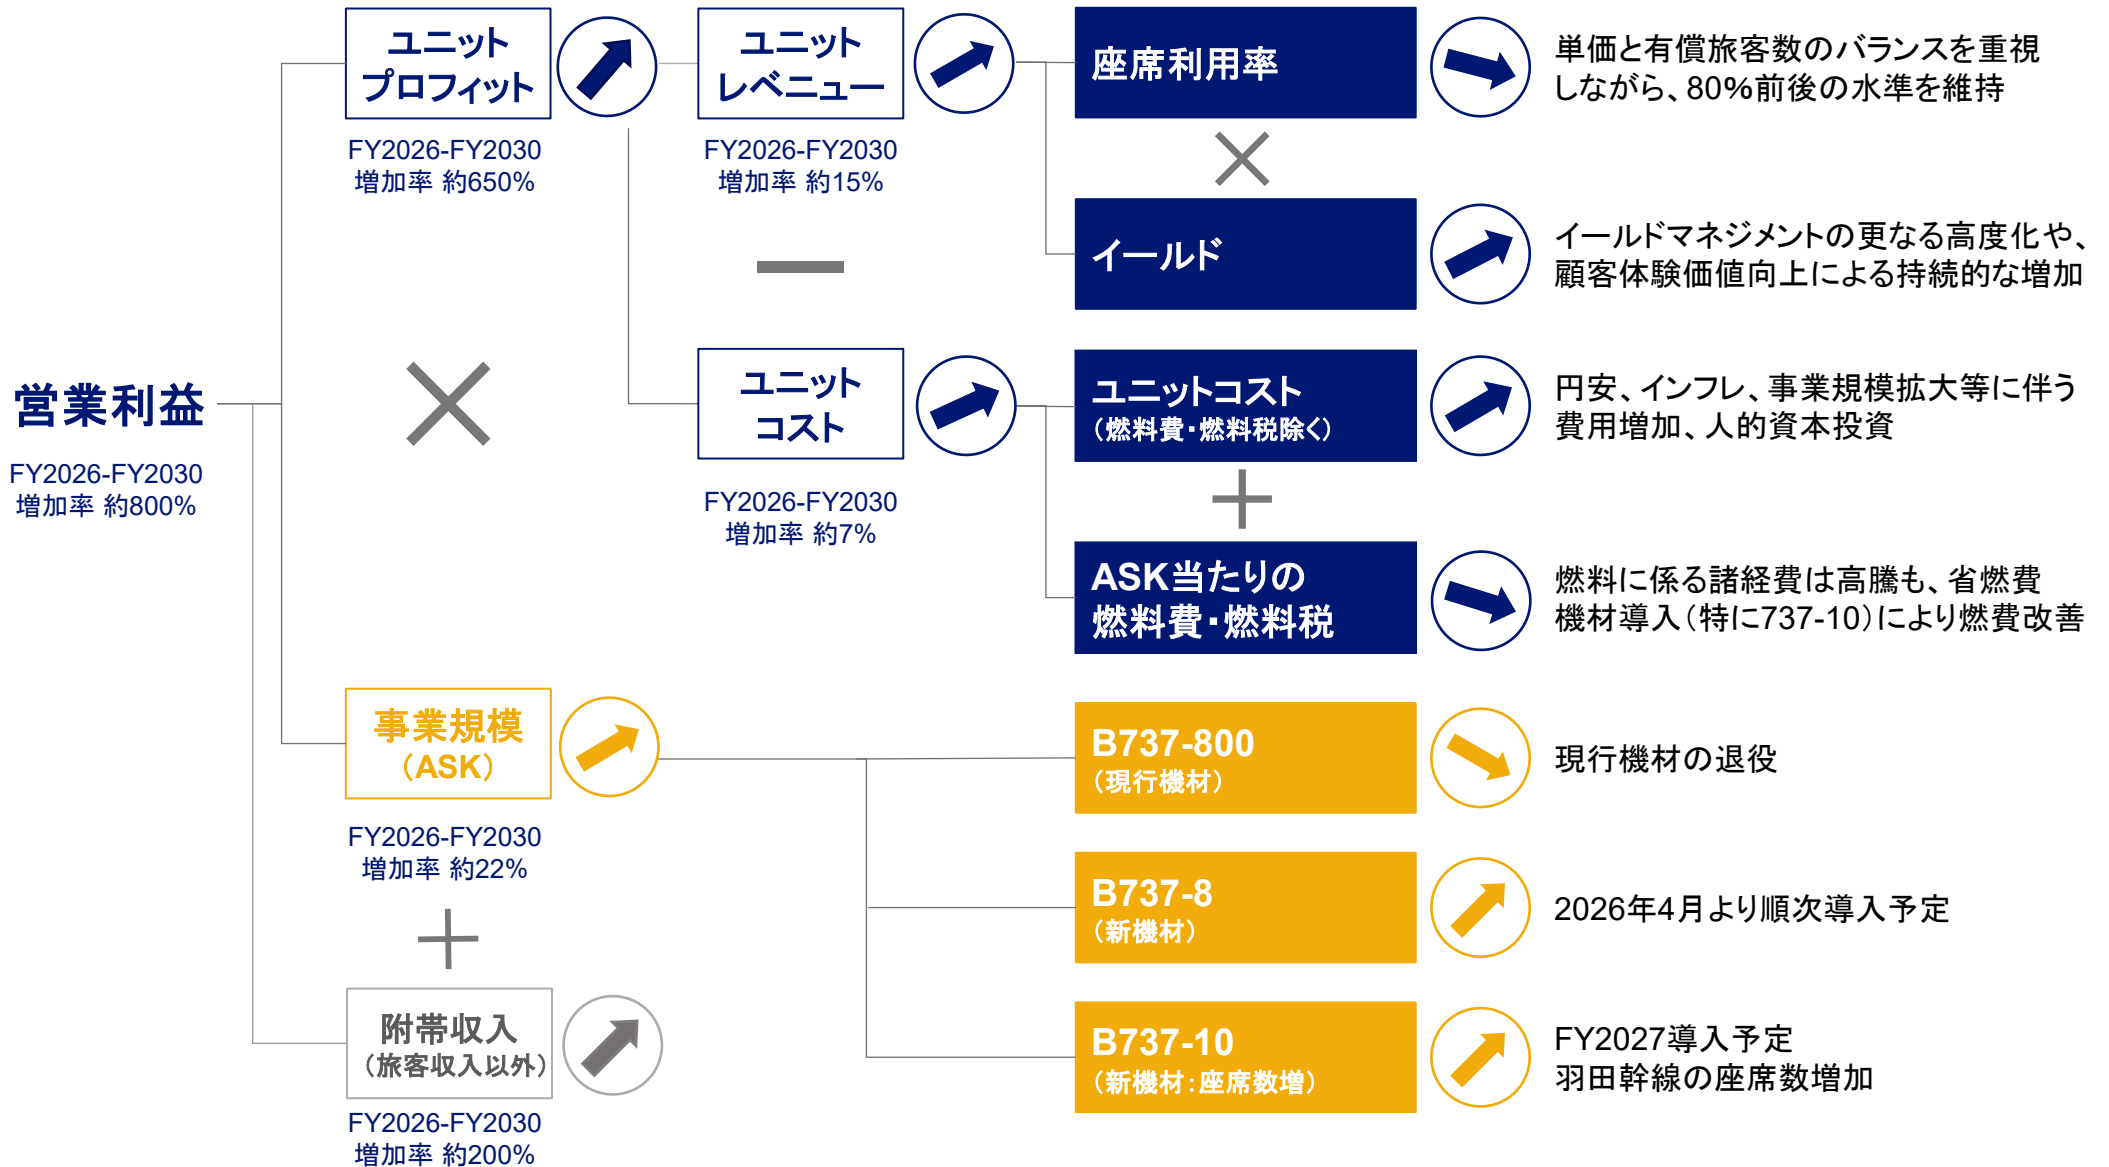 営業利益
FY2026-FY2030
増加率 約800%
ユニット
プロフィット
FY2026-FY2030
増加率 約650%
ユニット
レベニュー
FY2026-FY2030
増加率 約15%
座席利用率
単価と有償旅客数のバランスを重視
しながら、80%前後の水準を維持
イールド
イールドマネジメントの更なる高度化や、
顧客体験価値向上による持続的な増加
ユニット
コスト
FY2026-FY2030
増加率 約7%
ユニットコスト
（燃料費・燃料税除く）
円安、インフレ、事業規模拡大等に伴う
費用増加、人的資本投資
ASK当たりの
燃料費・燃料税
燃料に係る諸経費は高騰も、省燃費
機材導入（特に737-10）により燃費改善
事業規模
（ASK）
FY2026-FY2030
増加率 約22%
B737-800
（現行機材）
現行機材の退役
B737-8
（新機材）
2026年4月より順次導入予定
B737-10
（新機材：座席数増）
FY2027導入予定
羽田幹線の座席数増加
附帯収入
（旅客収入以外）
FY2026-FY2030
増加率 約200%